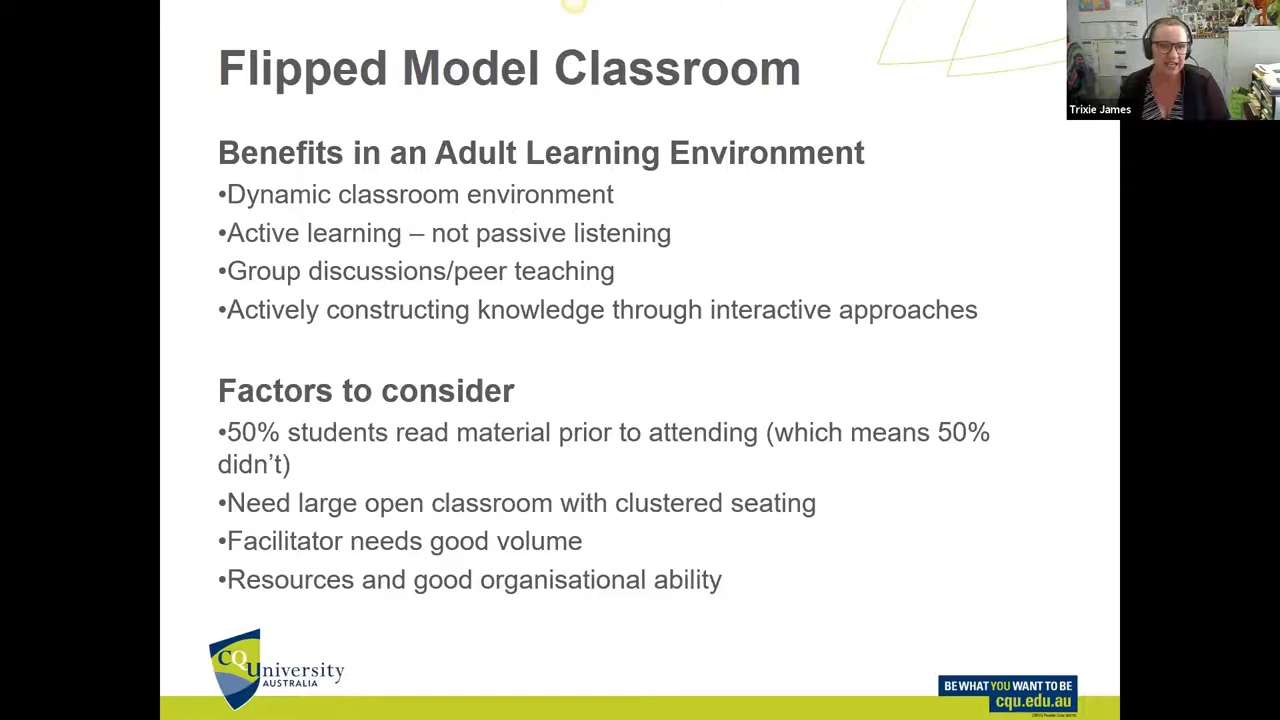 Flipped Model Classroom
Trixie James
Benefits in an Adult Learning Environment
•Dynamic classroom environment
•Active learning – not passive listening
•Group discussions/peer teaching
•Actively constructing knowledge through interactive approaches
Factors to consider
•50% students read material prior to attending (which means 50%
didn’t)
•Need large open classroom with clustered seating
•Facilitator needs good volume
•Resources and good organisational ability
CQUniversity
AUSTRALIA
BE WHAT YOU WANT TO BE
cqu.edu.au